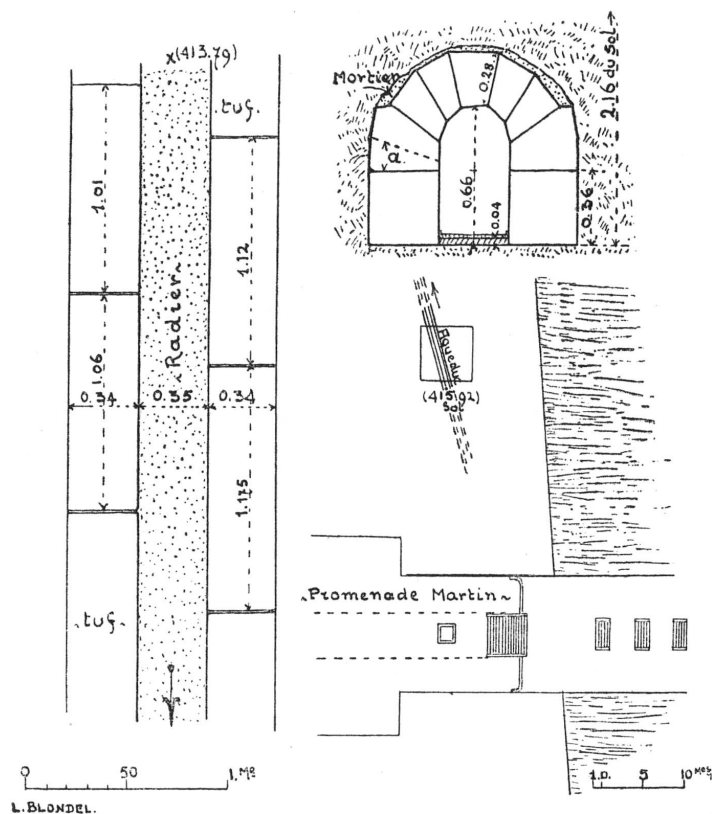 x(413.79)
tuf.
1.01
1.12
Radier
1.06
0.34
0.35
0.34
1.175
tuf.
0
50
1. Me
L. BLONDEL.
Mortier
0.28
a
0.66
0.04
0.36
2.16 du Sol
Aqueduc
(415.92)
Sol
Promenade Martin
1.0.
5
10 Mes